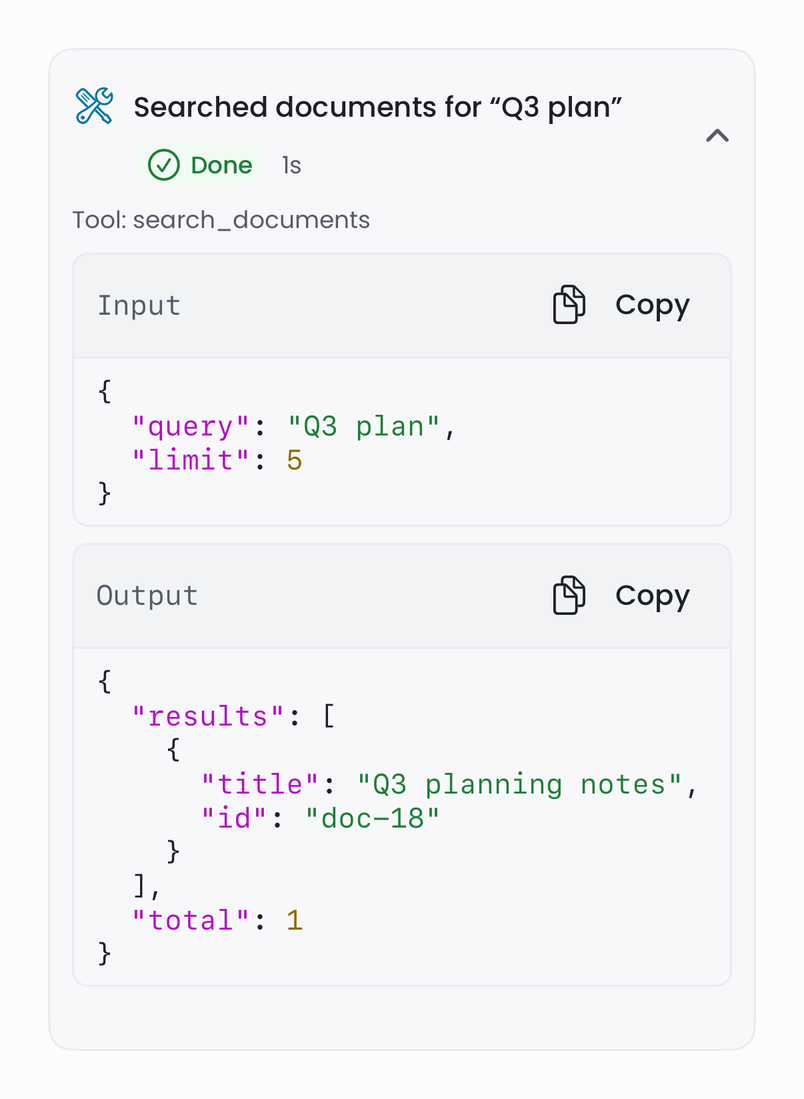 Searched documents for “Q3 plan”
Done 1s
Tool: search_documents
Input Copy
{
  "query": "Q3 plan",
  "limit": 5
}
Output Copy
{
  "results": [
    {
      "title": "Q3 planning notes",
      "id": "doc-18"
    }
  ],
  "total": 1
}